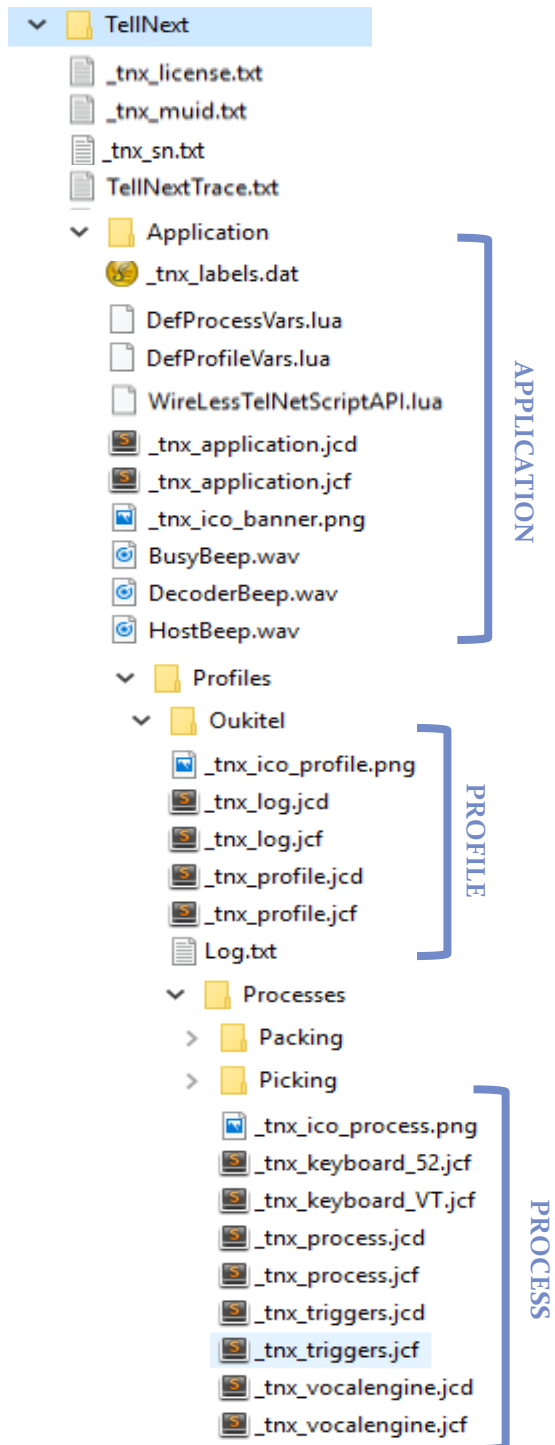 TellNext
_tnx_license.txt
_tnx_muid.txt
_tnx_sn.txt
TellNextTrace.txt
Application
_tnx_labels.dat
DefProcessVars.lua
DefProfileVars.lua
WireLessTelNetScriptAPI.lua
_tnx_application.jcd
_tnx_application.jcf
_tnx_ico_banner.png
BusyBeep.wav
DecoderBeep.wav
HostBeep.wav
APPLICATION
Profiles
Oukitel
_tnx_ico_profile.png
_tnx_log.jcd
_tnx_log.jcf
_tnx_profile.jcd
_tnx_profile.jcf
Log.txt
PROFILE
Processes
Packing
Picking
_tnx_ico_process.png
_tnx_keyboard_52.jcf
_tnx_keyboard_VT.jcf
_tnx_process.jcd
_tnx_process.jcf
_tnx_triggers.jcd
_tnx_triggers.jcf
_tnx_vocalengine.jcd
_tnx_vocalengine.jcf
PROCESS